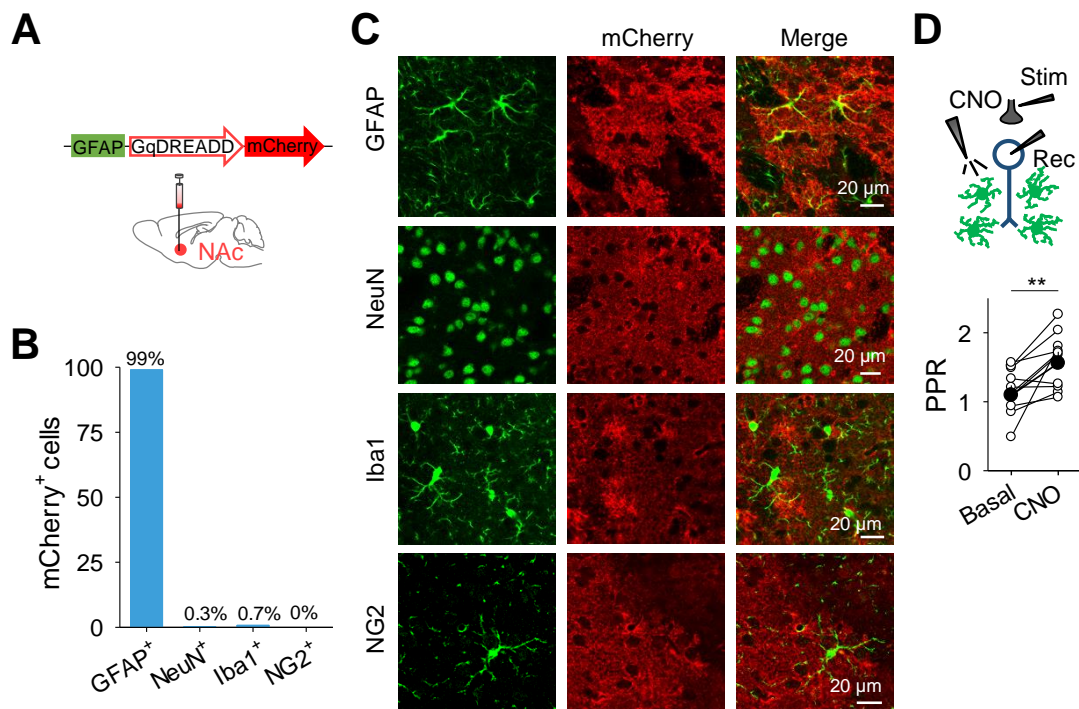 A
GFAP
GqDREADD
mCherry
NAc
B
mCherry⁺ cells
100
75
50
25
0
99%
0.3%
0.7%
0%
GFAP⁺
NeuN⁺
Iba1⁺
NG2⁺
C
mCherry
Merge
GFAP
20 µm
NeuN
20 µm
Iba1
20 µm
NG2
20 µm
D
Stim
CNO
Rec
**
PPR
2
1
0
Basal
CNO